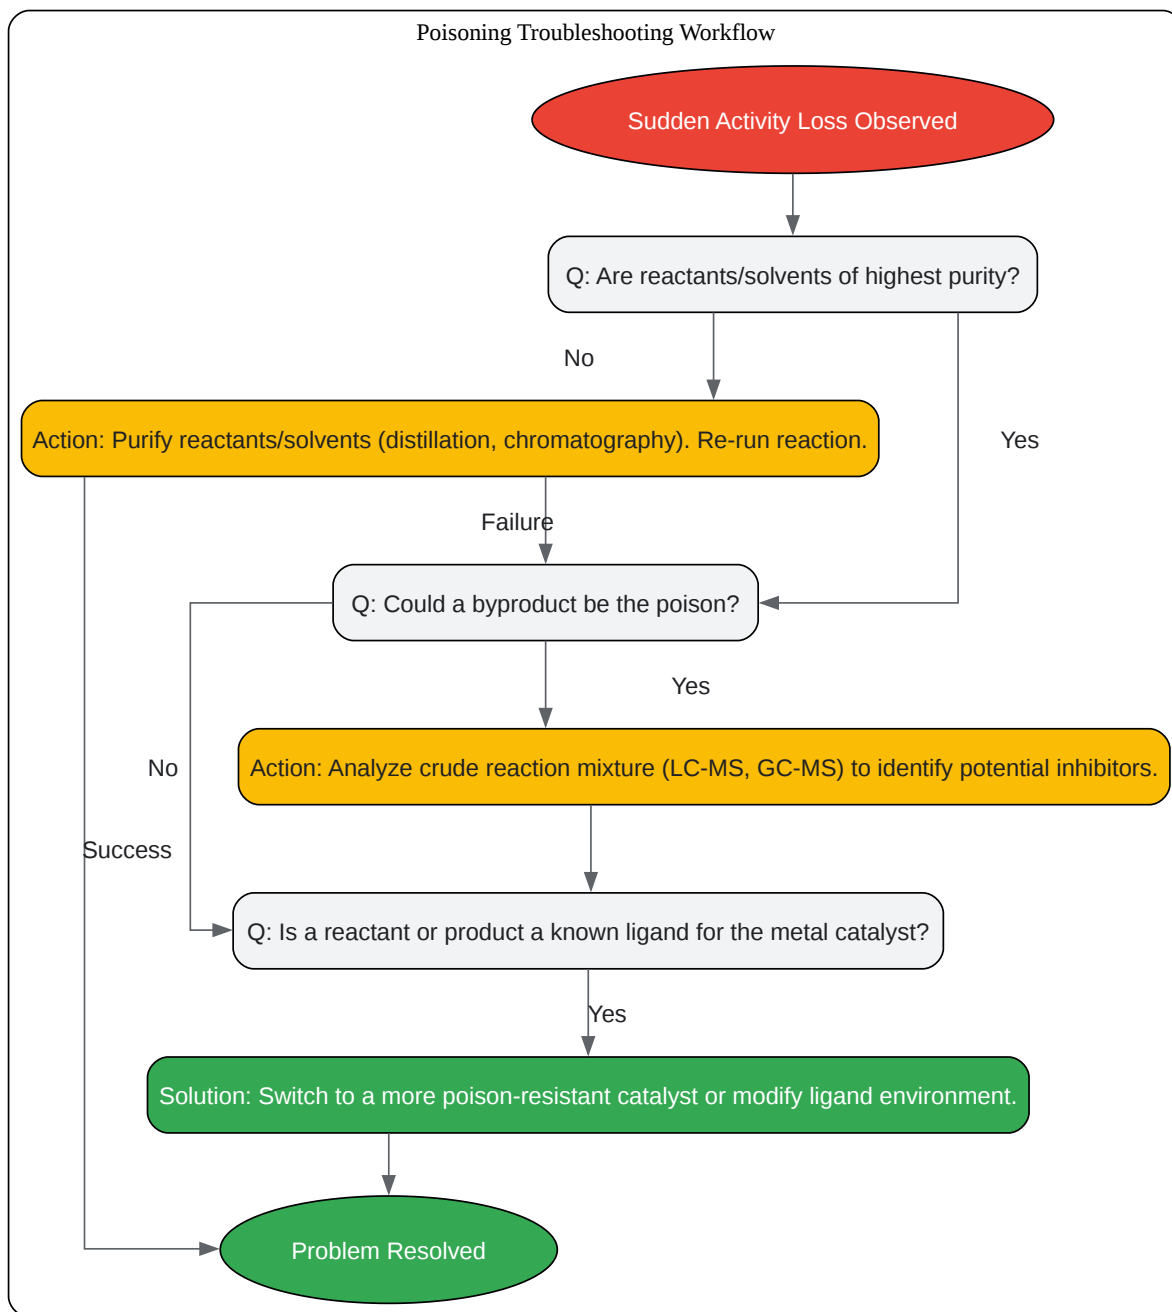 Poisoning Troubleshooting Workflow
Sudden Activity Loss Observed
Q: Are reactants/solvents of highest purity?
No
Yes
Action: Purify reactants/solvents (distillation, chromatography). Re-run reaction.
Failure
Q: Could a byproduct be the poison?
Yes
No
Action: Analyze crude reaction mixture (LC-MS, GC-MS) to identify potential inhibitors.
Success
Q: Is a reactant or product a known ligand for the metal catalyst?
Yes
Solution: Switch to a more poison-resistant catalyst or modify ligand environment.
Problem Resolved